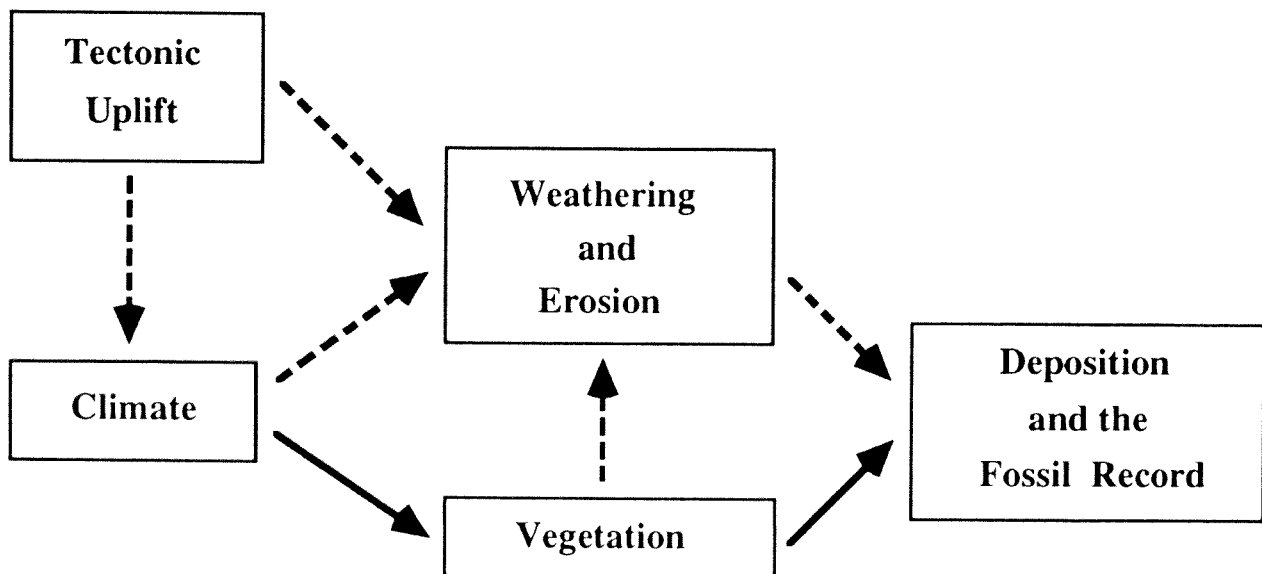 Tectonic
Uplift
Weathering
and
Erosion
Climate
Deposition
and the
Fossil Record
Vegetation